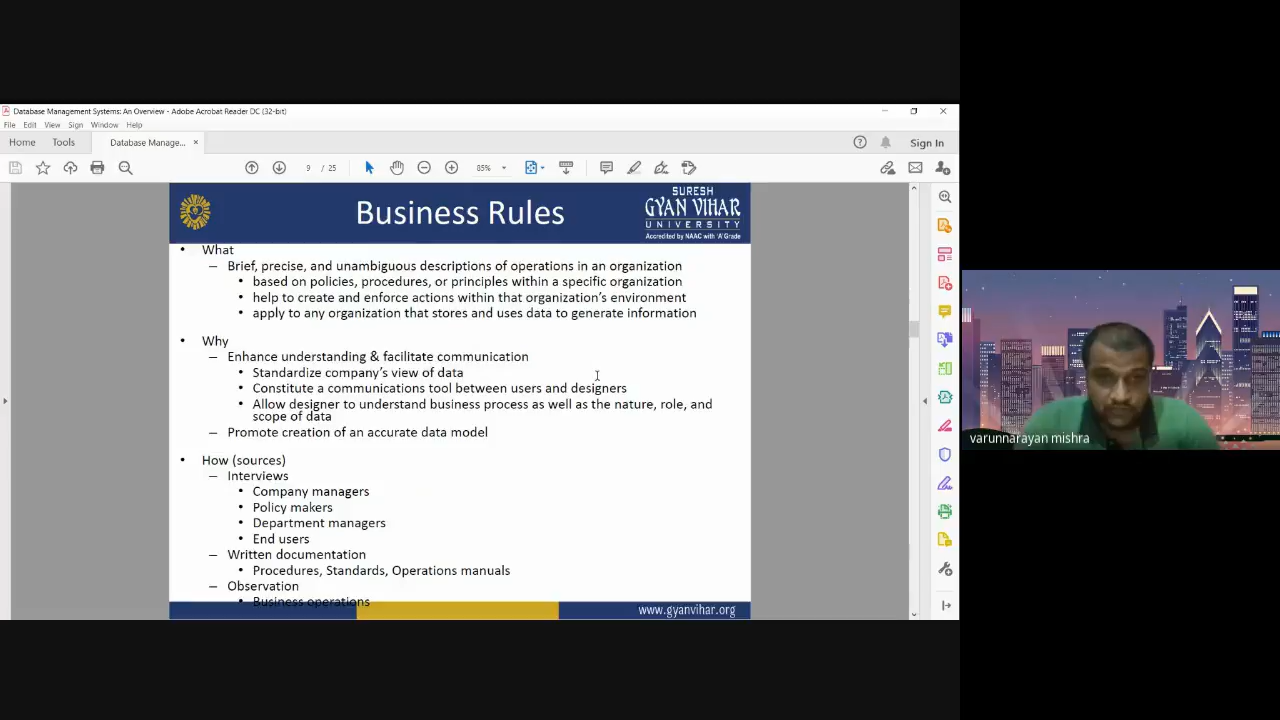 Database Management Systems: An Overview - Adobe Acrobat Reader DC (32-bit)
File Edit View Sign Window Help
Home Tools Database Manage... × Sign In
9 / 25 85%
Business Rules
SURESH
GYAN VIHAR
UNIVERSITY
Accredited by NAAC with 'A' Grade
• What
– Brief, precise, and unambiguous descriptions of operations in an organization
• based on policies, procedures, or principles within a specific organization
• help to create and enforce actions within that organization's environment
• apply to any organization that stores and uses data to generate information
• Why
– Enhance understanding & facilitate communication
• Standardize company's view of data
• Constitute a communications tool between users and designers
• Allow designer to understand business process as well as the nature, role, and
scope of data
– Promote creation of an accurate data model
• How (sources)
– Interviews
• Company managers
• Policy makers
• Department managers
• End users
– Written documentation
• Procedures, Standards, Operations manuals
– Observation
• Business operations
www.gyanvihar.org
varunnarayan mishra